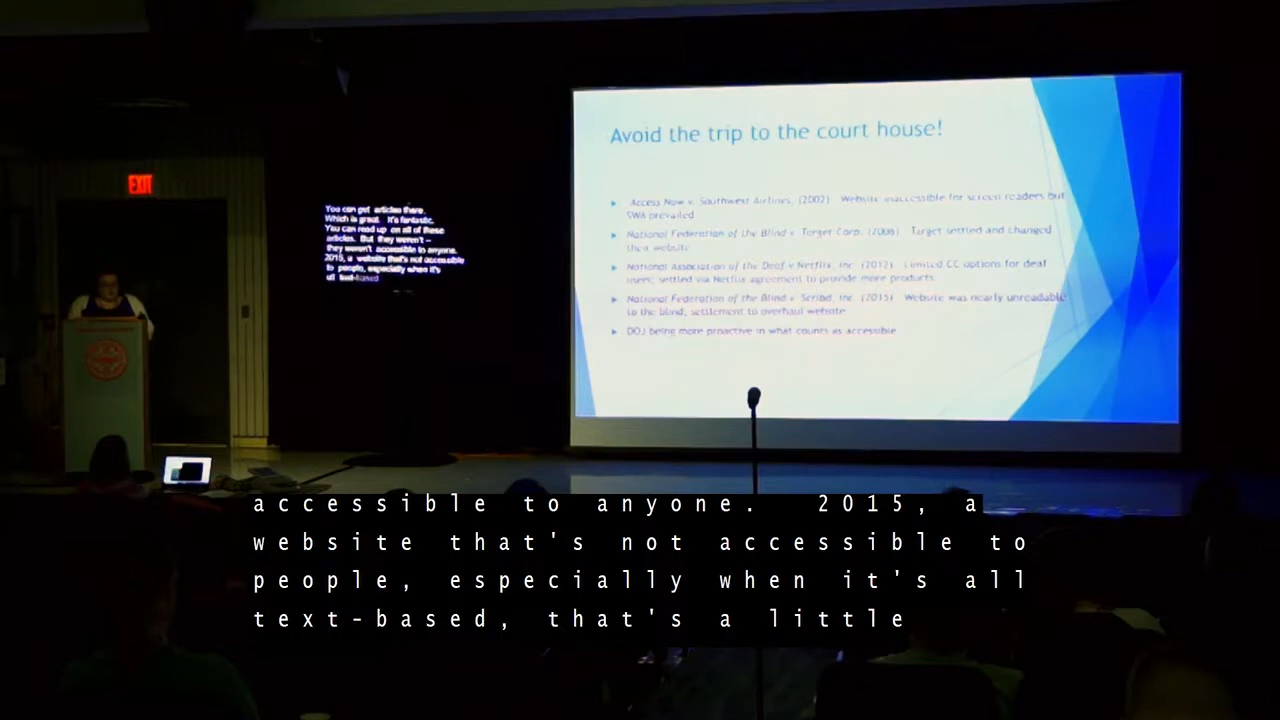 EXIT
You can get articles there.
Which is great. It's fantastic.
You can read up on all of these
articles. But they weren't --
they weren't accessible to anyone.
2015, a website that's not accessible
to people, especially when it's
all text-based
Avoid the trip to the court house!
Access Now v. Southwest Airlines, (2002) Website inaccessible for screen readers but
SWA prevailed
National Federation of the Blind v. Target Corp. (2006) Target settled and changed
their website
National Association of the Deaf v Netflix, Inc (2012) Limited CC options for deaf
users; settled via Netflix agreement to provide more products
National Federation of the Blind v. Scribd, Inc (2015) Website was nearly unreadable
to the blind, settlement to overhaul website
DOJ being more proactive in what counts as accessible
accessible to anyone. 2015, a
website that's not accessible to
people, especially when it's all
text-based, that's a little